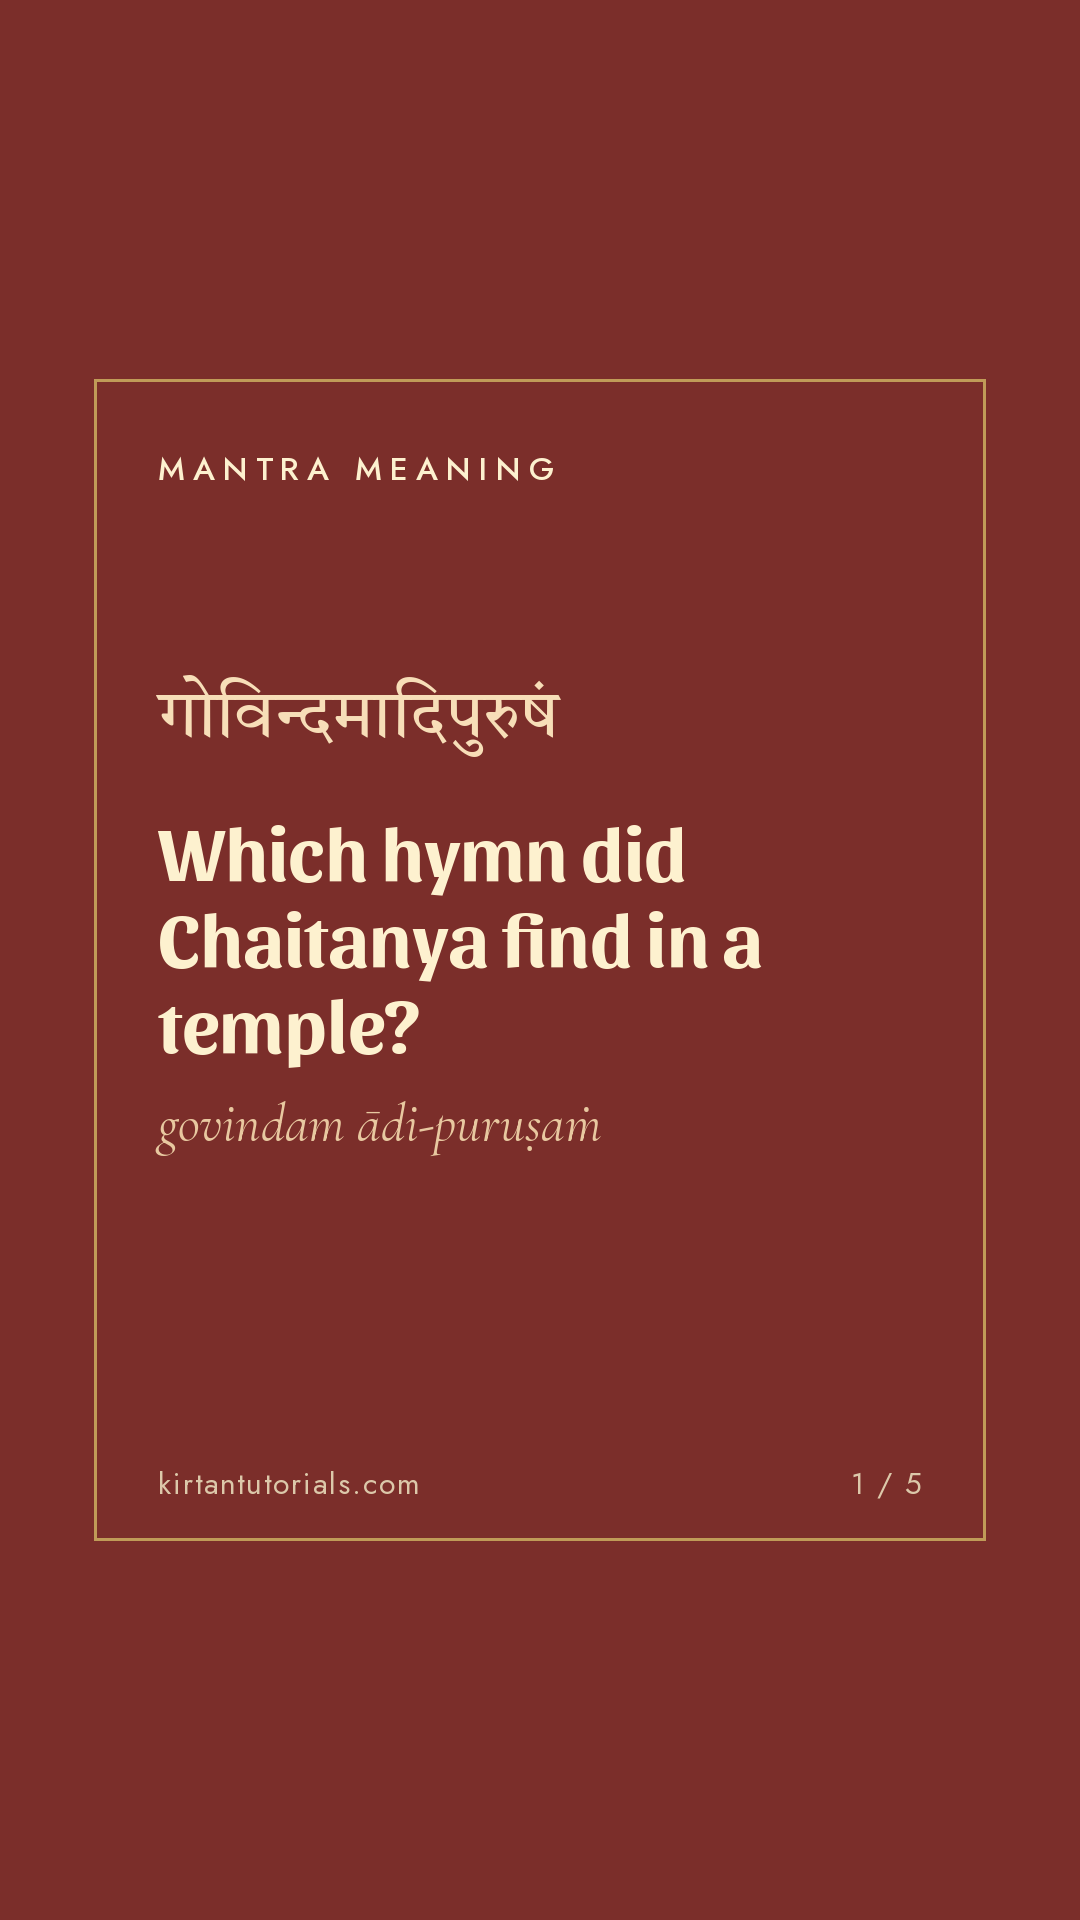 MANTRA MEANING
गोविन्दमादिपुरुषं
Which hymn did
Chaitanya find in a
temple?
govindam ādi-puruṣaṁ
kirtantutorials.com
1 / 5